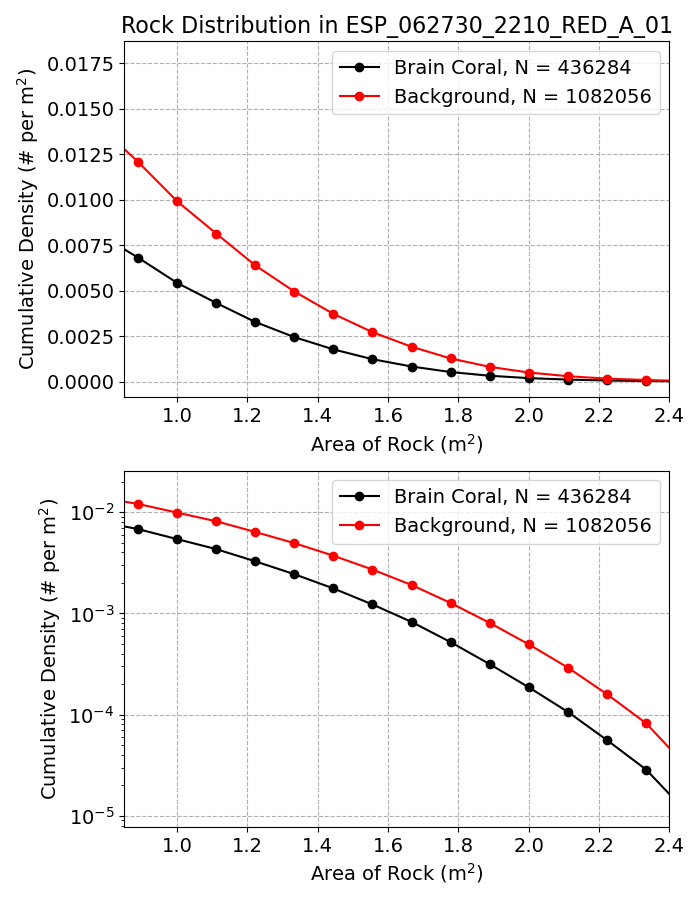 Rock Distribution in ESP_062730_2210_RED_A_01
Cumulative Density (# per m²)
0.0175
0.0150
0.0125
0.0100
0.0075
0.0050
0.0025
0.0000
Brain Coral, N = 436284
Background, N = 1082056
1.0 1.2 1.4 1.6 1.8 2.0 2.2 2.4
Area of Rock (m²)
Cumulative Density (# per m²)
10⁻²
10⁻³
10⁻⁴
10⁻⁵
Brain Coral, N = 436284
Background, N = 1082056
1.0 1.2 1.4 1.6 1.8 2.0 2.2 2.4
Area of Rock (m²)